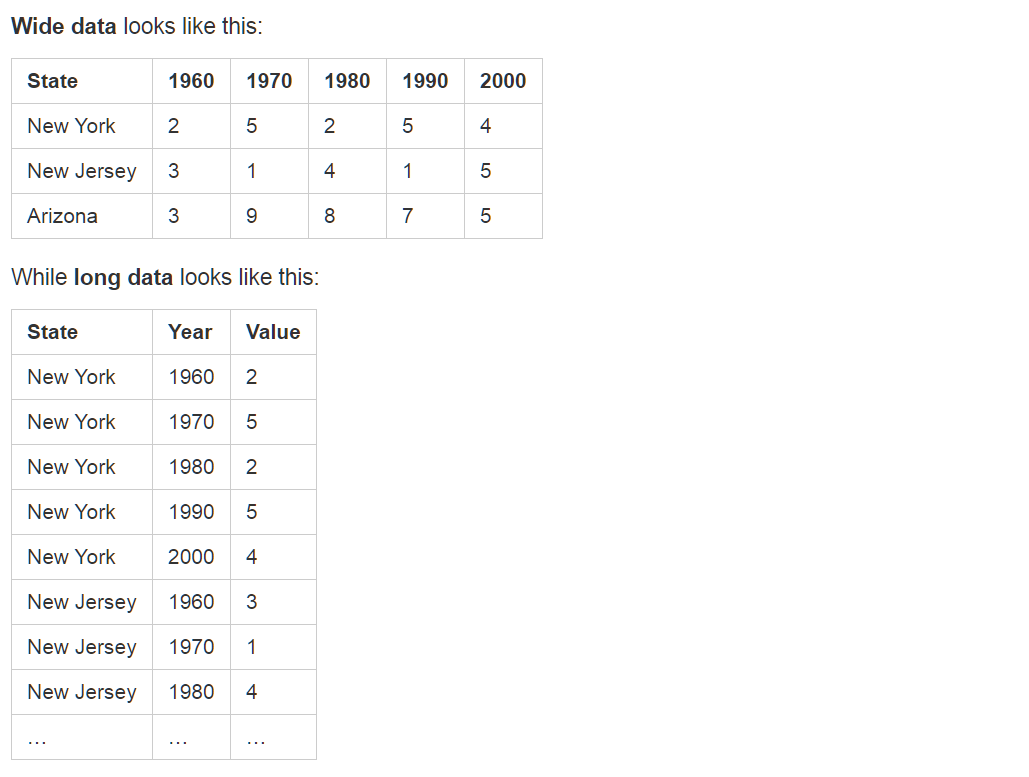 Wide data looks like this:
State 1960 1970 1980 1990 2000
New York 2 5 2 5 4
New Jersey 3 1 4 1 5
Arizona 3 9 8 7 5
While long data looks like this:
State Year Value
New York 1960 2
New York 1970 5
New York 1980 2
New York 1990 5
New York 2000 4
New Jersey 1960 3
New Jersey 1970 1
New Jersey 1980 4
… … …